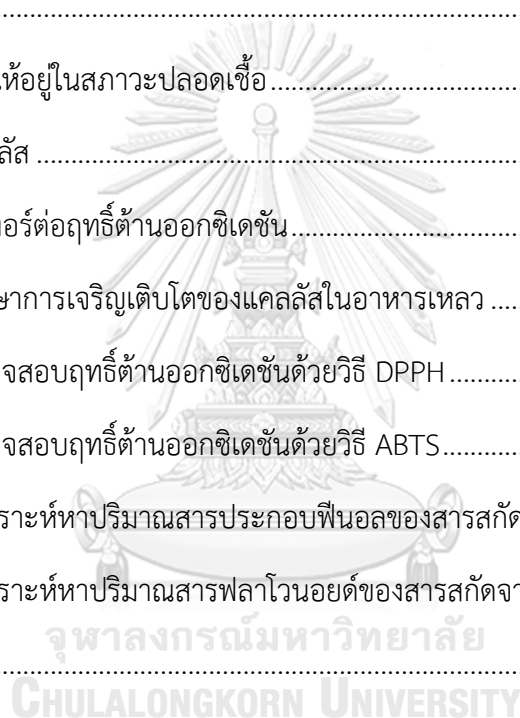 ................................................................
ห้อยู่ในสภาวะปลอดเชื้อ................................
ลัส ................................................................
อร์ต่อฤทธิ์ต้านออกซิเดชัน................................
ษาการเจริญเติบโตของแคลลัสในอาหารเหลว ....
จสอบฤทธิ์ต้านออกซิเดชันด้วยวิธี DPPH............
จสอบฤทธิ์ต้านออกซิเดชันด้วยวิธี ABTS............
ราะห์หาปริมาณสารประกอบฟีนอลของสารสกัด
ราะห์หาปริมาณสารฟลาโวนอยด์ของสารสกัดจา
จุฬาลงกรณ์มหาวิทยาลัย
................................................................
CHULALONGKORN UNIVERSITY